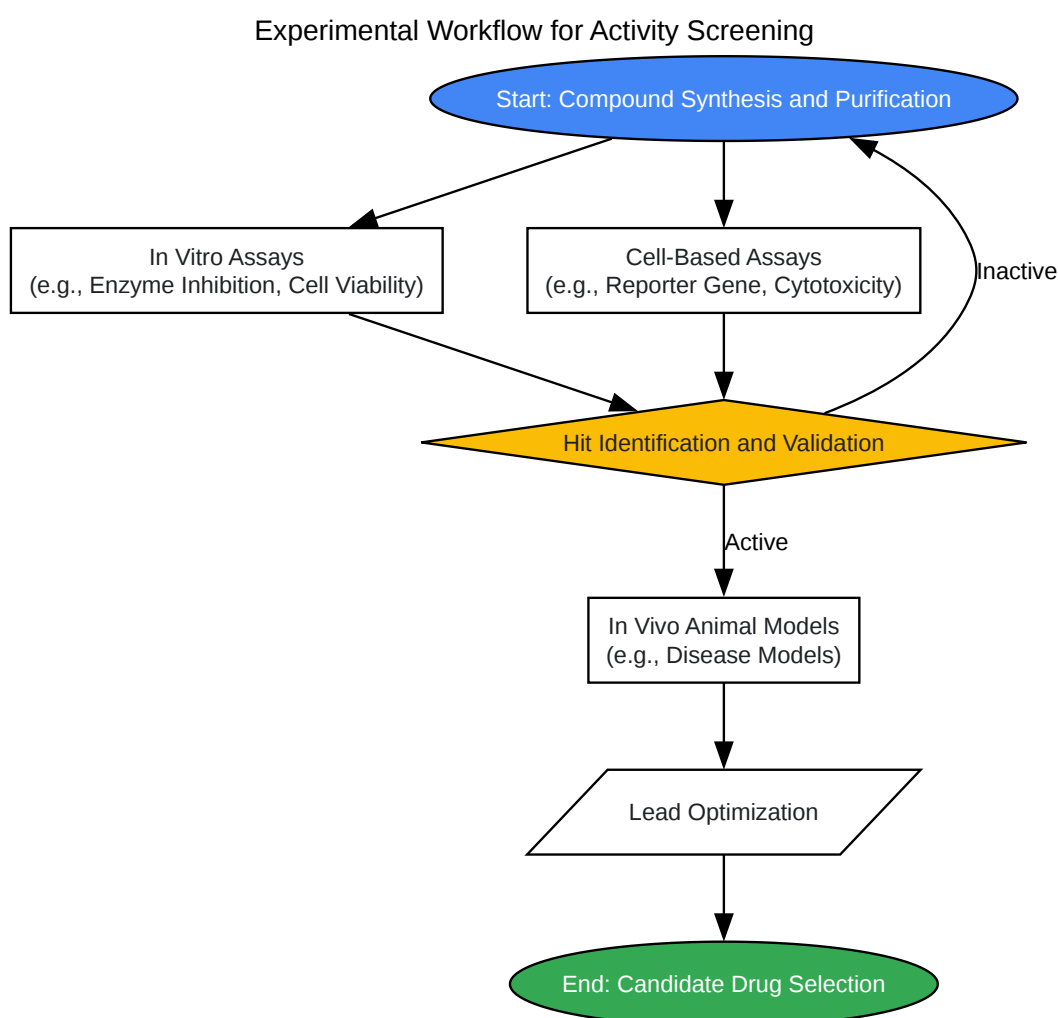 Experimental Workflow for Activity Screening
Start: Compound Synthesis and Purification
In Vitro Assays
(e.g., Enzyme Inhibition, Cell Viability)
Cell-Based Assays
(e.g., Reporter Gene, Cytotoxicity)
Inactive
Hit Identification and Validation
Active
In Vivo Animal Models
(e.g., Disease Models)
Lead Optimization
End: Candidate Drug Selection